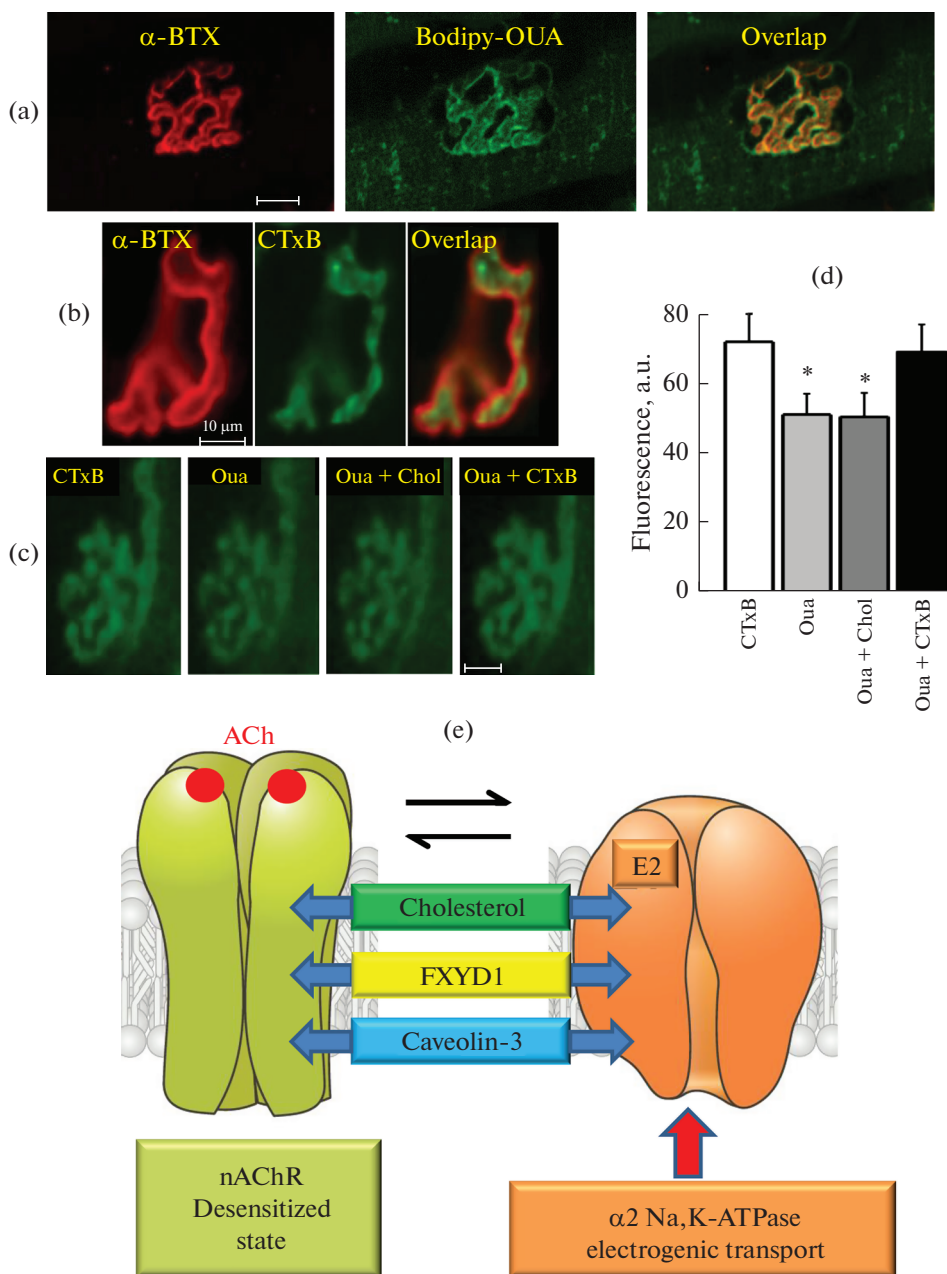 (a)
α-BTX
Bodipy-OUA
Overlap
(b)
α-BTX
CTxB
Overlap
10 μm
(c)
CTxB
Oua
Oua + Chol
Oua + CTxB
(d)
Fluorescence, a.u.
80
60
40
20
0
*
*
CTxB
Oua
Oua + Chol
Oua + CTxB
(e)
ACh
E2
Cholesterol
FXYD1
Caveolin-3
nAChR
Desensitized
state
α2 Na,K-ATPase
electrogenic transport